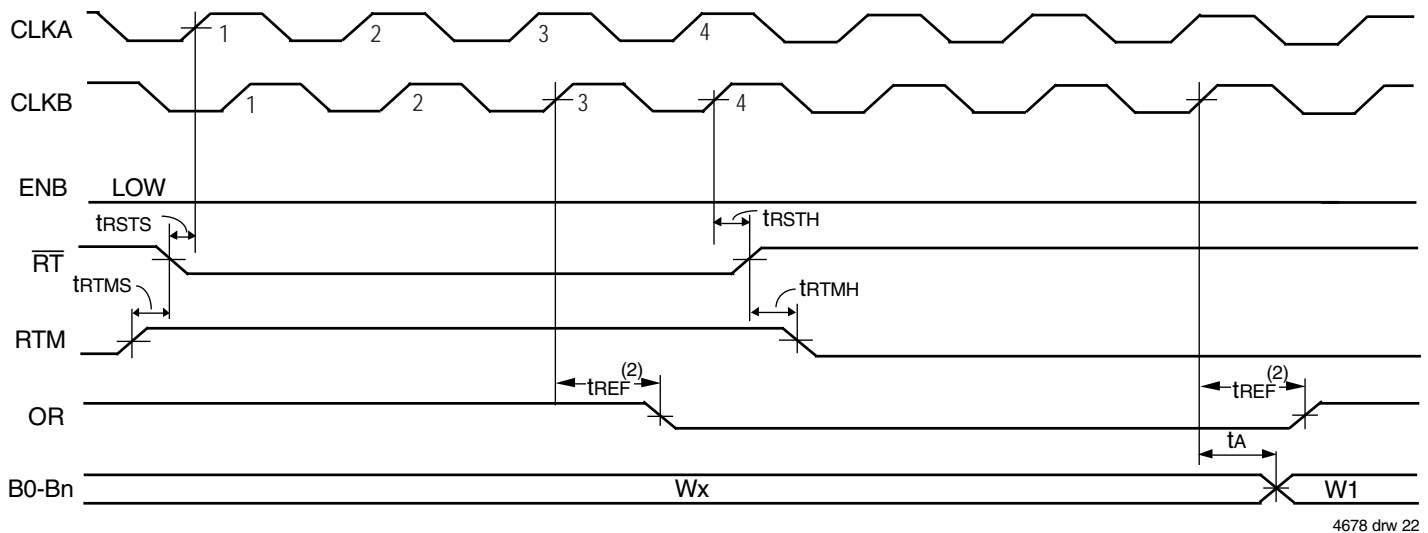 CLKA 1 2 3 4
CLKB 1 2 3 4
ENB LOW
tRSTS tRSTH
RT
tRTMS tRTMH
RTM
tREF(2) tREF(2)
OR
tA
B0-Bn Wx W1
4678 drw 22